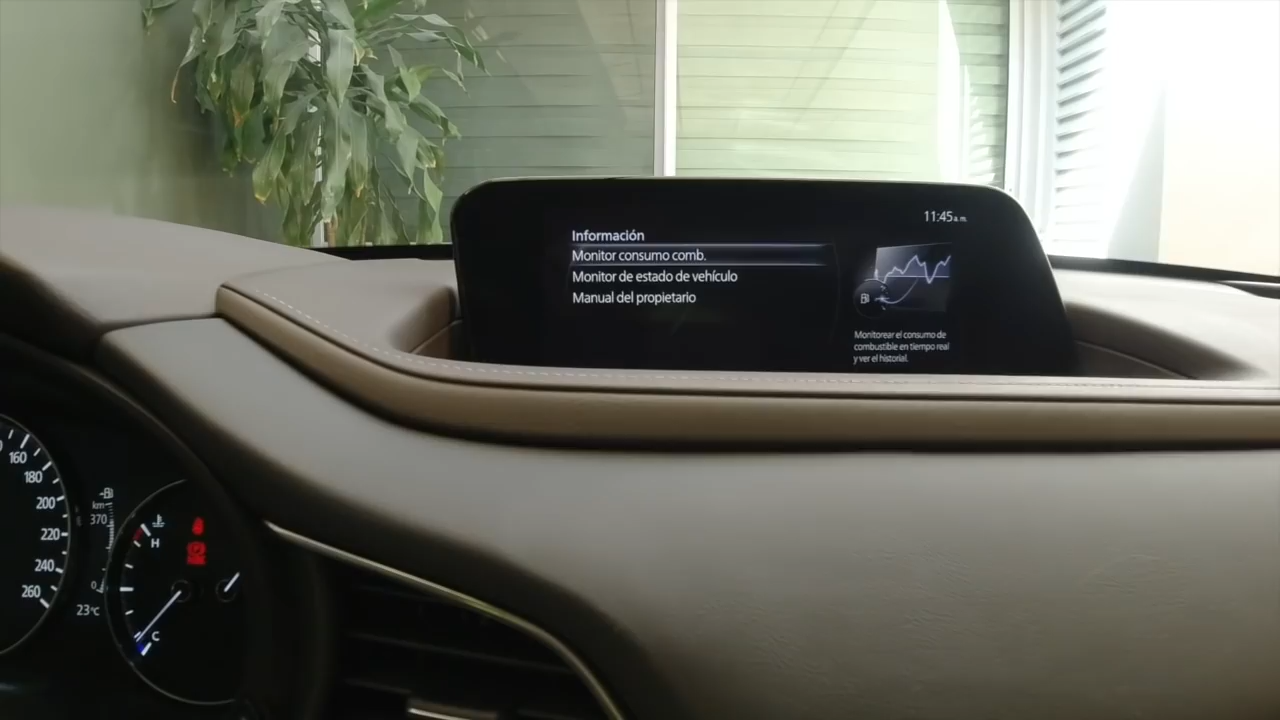 11:45a.m.
Información
Monitor consumo comb.
Monitor de estado de vehículo
Manual del propietario
Monitorear el consumo de
combustible en tiempo real
y ver el historial.
160
180
200
220
240
260
km
370
0
23°C
H
C